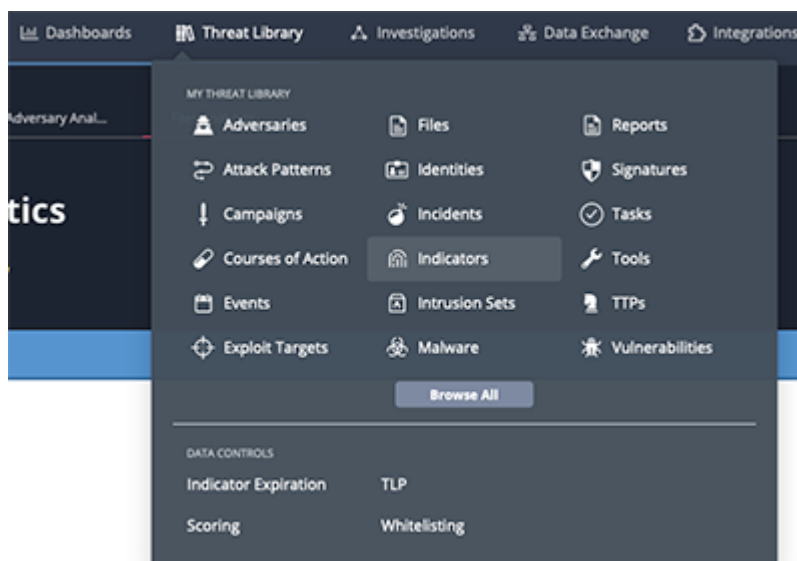 Dashboards Threat Library Investigations Data Exchange Integrations
Adversary Anal...
tics
MY THREAT LIBRARY
Adversaries Files Reports
Attack Patterns Identities Signatures
Campaigns Incidents Tasks
Courses of Action Indicators Tools
Events Intrusion Sets TTPs
Exploit Targets Malware Vulnerabilities
Browse All
DATA CONTROLS
Indicator Expiration TLP
Scoring Whitelisting